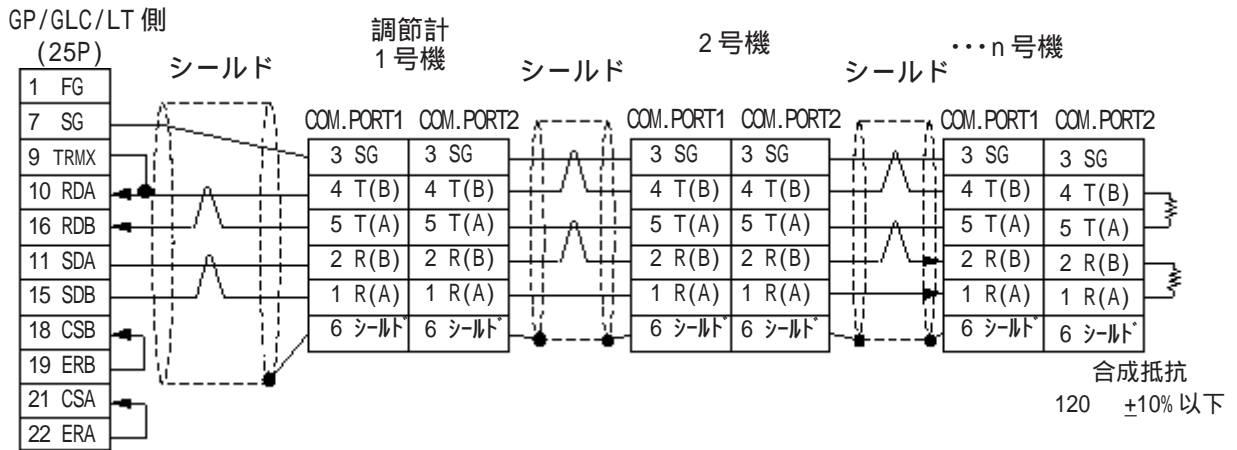 GP/GLC/LT 側
(25P)
シールド
調節計
1 号機
シールド
2 号機
シールド
・・・n 号機
1 FG
7 SG
9 TRMX
10 RDA
16 RDB
11 SDA
15 SDB
18 CSB
19 ERB
21 CSA
22 ERA
COM.PORT1 COM.PORT2
3 SG 3 SG
4 T(B) 4 T(B)
5 T(A) 5 T(A)
2 R(B) 2 R(B)
1 R(A) 1 R(A)
6 シールド 6 シールド
COM.PORT1 COM.PORT2
3 SG 3 SG
4 T(B) 4 T(B)
5 T(A) 5 T(A)
2 R(B) 2 R(B)
1 R(A) 1 R(A)
6 シールド 6 シールド
COM.PORT1 COM.PORT2
3 SG 3 SG
4 T(B) 4 T(B)
5 T(A) 5 T(A)
2 R(B) 2 R(B)
1 R(A) 1 R(A)
6 シールド 6 シールド
合成抵抗
120 ±10% 以下